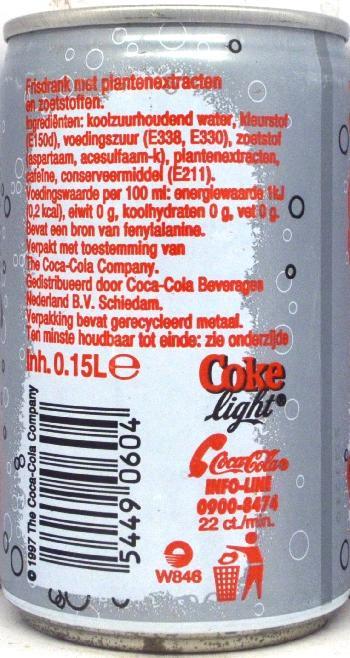 Frisdrank met plantenextracten
en zoetstoffen.
Ingrediënten: koolzuurhoudend water, kleurstof
(E150d), voedingszuur (E338, E330), zoetstof
(aspartaam, acesulfaam-k), plantenextracten,
cafeïne, conserveermiddel (E211).
Voedingswaarde per 100 ml: energiewaarde 1kJ
(0,2 kcal), eiwit 0 g, koolhydraten 0 g, vet 0 g.
Bevat een bron van fenylalanine.
Verpakt met toestemming van
The Coca-Cola Company.
Gedistribueerd door Coca-Cola Beverages
Nederland B.V. Schiedam.
Verpakking bevat gerecycleerd metaal.
Ten minste houdbaar tot einde: zie onderzijde
Inh. 0.15L e
Coke
light®
Coca-Cola®
INFO-LINE
0900-8474
22 ct./min.
W846
5449 0604
© 1997 The Coca-Cola Company